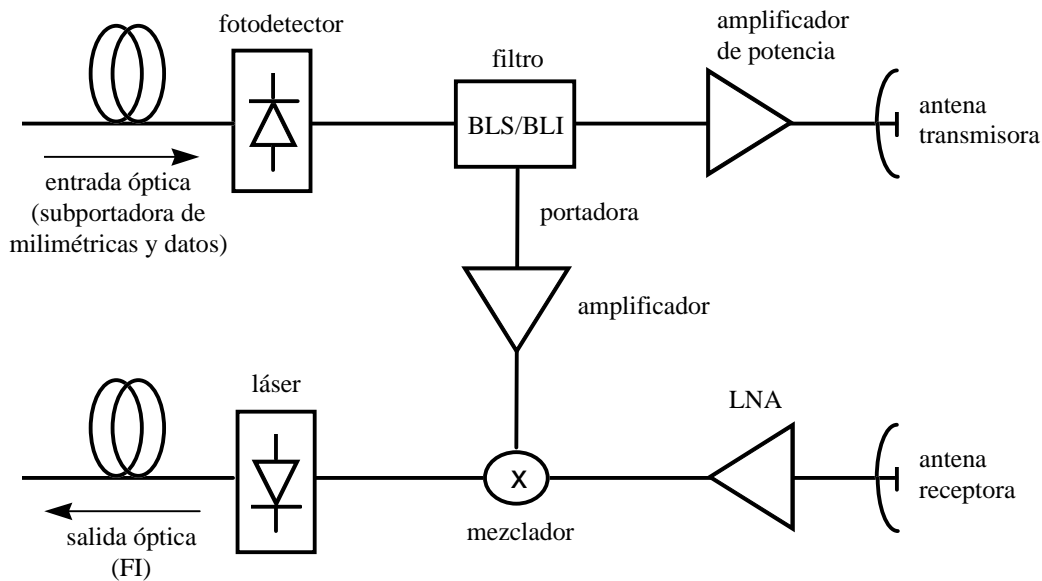 fotodetector
amplificador
de potencia
filtro
BLS/BLI
antena
transmisora
entrada óptica
(subportadora de
milimétricas y datos)
portadora
amplificador
láser
LNA
X
antena
receptora
mezclador
salida óptica
(FI)